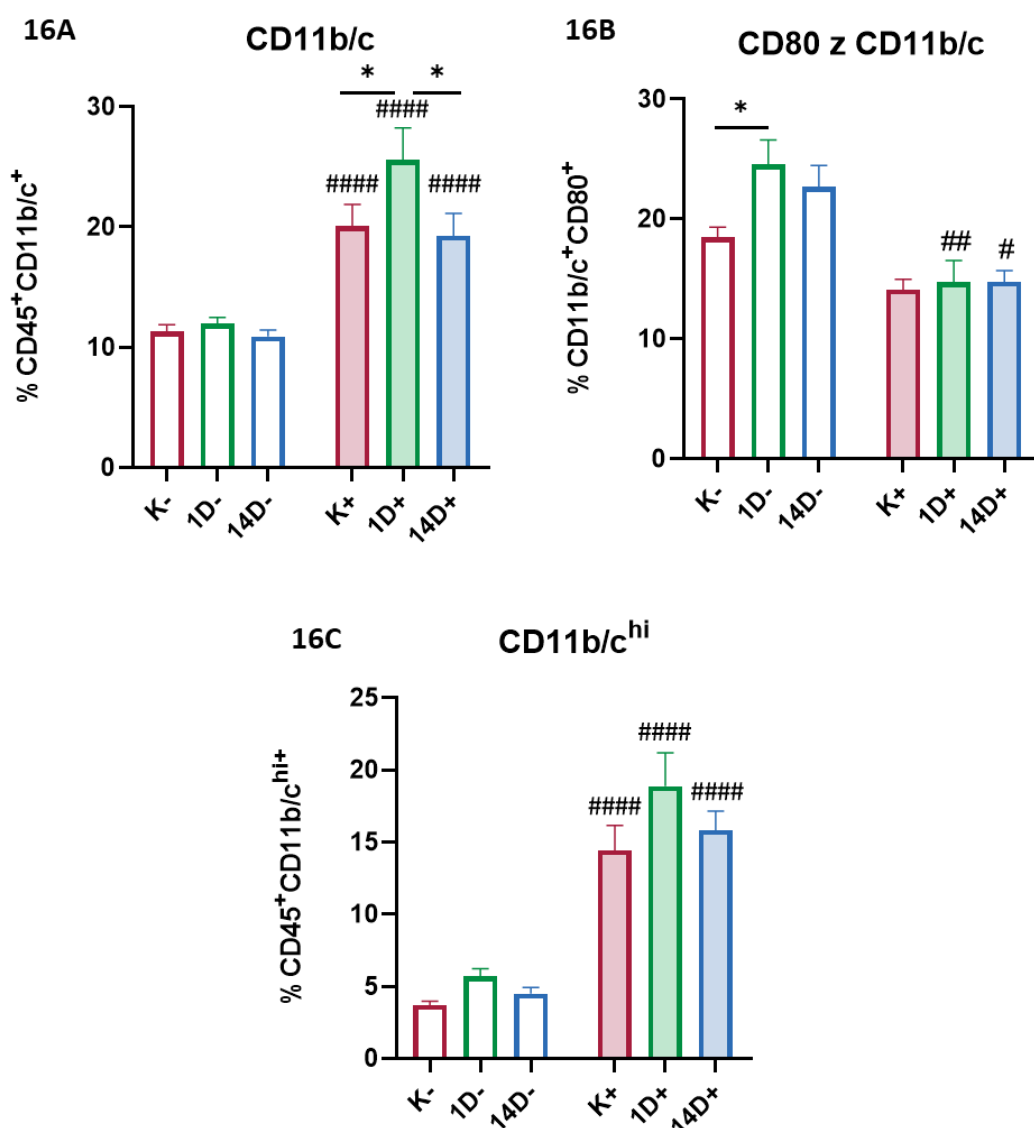 16A
CD11b/c
% CD45⁺CD11b/c⁺
30
20
10
0
* *
####
#### ####
K- 1D- 14D- K+ 1D+ 14D+
16B
CD80 z CD11b/c
% CD11b/c⁺CD80⁺
30
20
10
0
*
## #
K- 1D- 14D- K+ 1D+ 14D+
16C
CD11b/cʰⁱ
% CD45⁺CD11b/cʰⁱ⁺
25
20
15
10
5
0
####
#### ####
K- 1D- 14D- K+ 1D+ 14D+